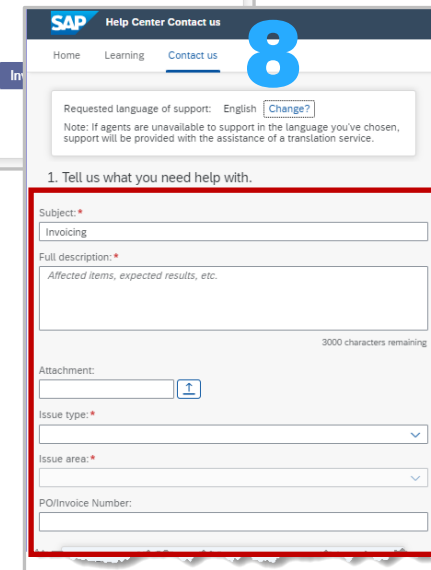 SAP Help Center Contact us
8
Home Learning Contact us
Requested language of support: English Change?
Note: If agents are unavailable to support in the language you've chosen,
support will be provided with the assistance of a translation service.
1. Tell us what you need help with.
Subject:*
Invoicing
Full description:*
Affected items, expected results, etc.
3000 characters remaining
Attachment:
Issue type:*
Issue area:*
PO/Invoice Number: